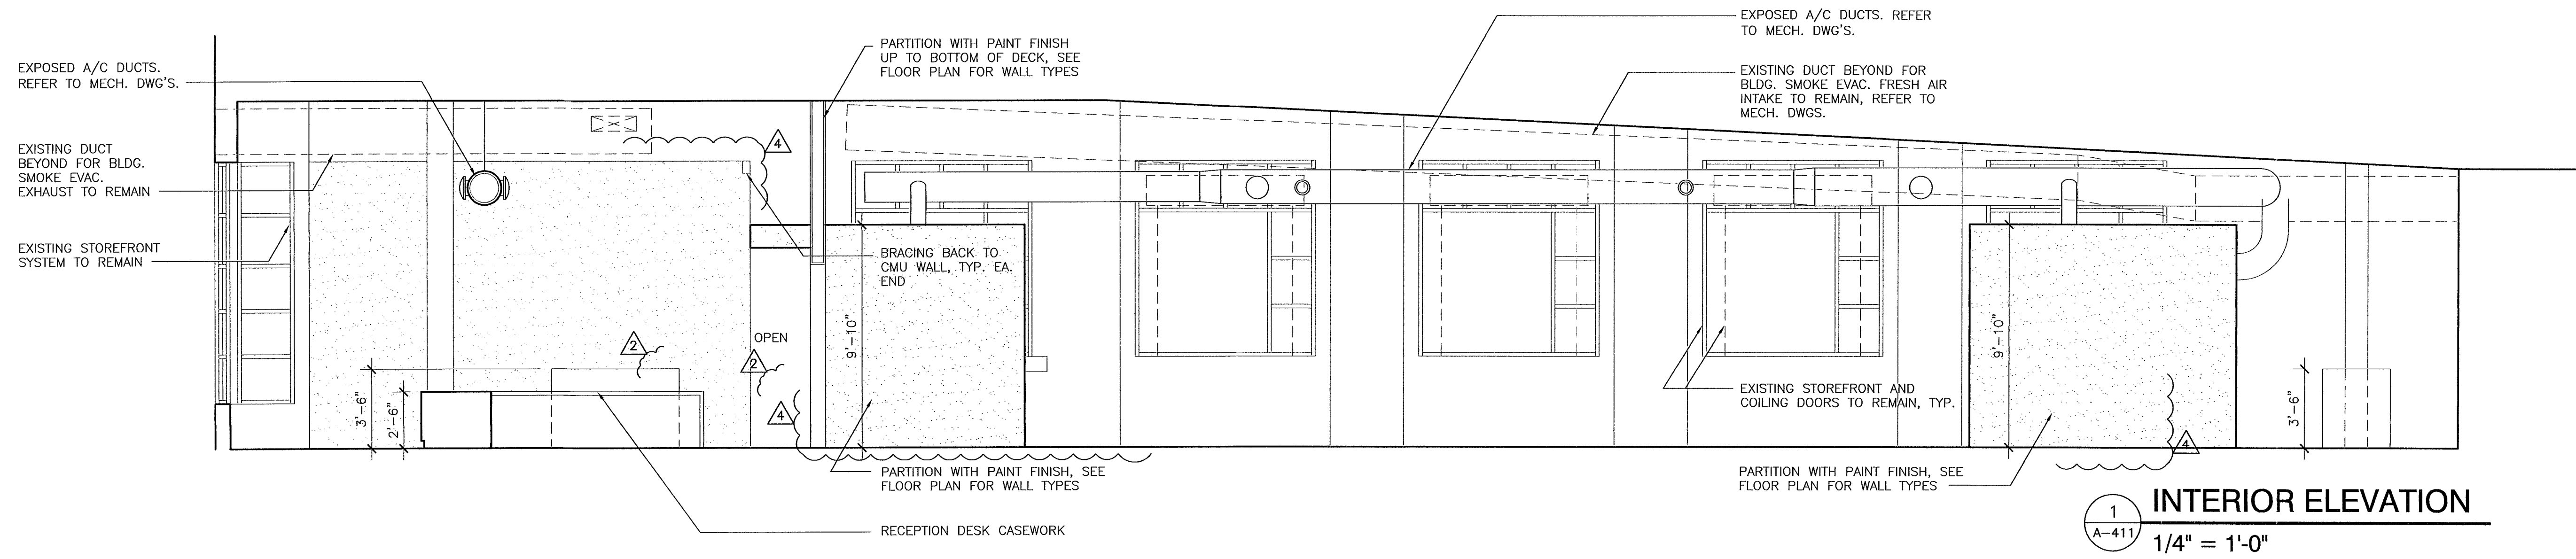 EXPOSED A/C DUCTS.
REFER TO MECH. DWG'S.
EXISTING DUCT
BEYOND FOR BLDG.
SMOKE EVAC.
EXHAUST TO REMAIN
EXISTING STOREFRONT
SYSTEM TO REMAIN
PARTITION WITH PAINT FINISH
UP TO BOTTOM OF DECK, SEE
FLOOR PLAN FOR WALL TYPES
4
BRACING BACK TO
CMU WALL, TYP. EA.
END
OPEN
2
2
4
3'-6"
2'-6"
9'-10"
PARTITION WITH PAINT FINISH, SEE
FLOOR PLAN FOR WALL TYPES
RECEPTION DESK CASEWORK
EXPOSED A/C DUCTS. REFER
TO MECH. DWG'S.
EXISTING DUCT BEYOND FOR
BLDG. SMOKE EVAC. FRESH AIR
INTAKE TO REMAIN, REFER TO
MECH. DWGS.
EXISTING STOREFRONT AND
COILING DOORS TO REMAIN, TYP.
9'-10"
3'-6"
4
PARTITION WITH PAINT FINISH, SEE
FLOOR PLAN FOR WALL TYPES
1
A-411
INTERIOR ELEVATION
1/4" = 1'-0"